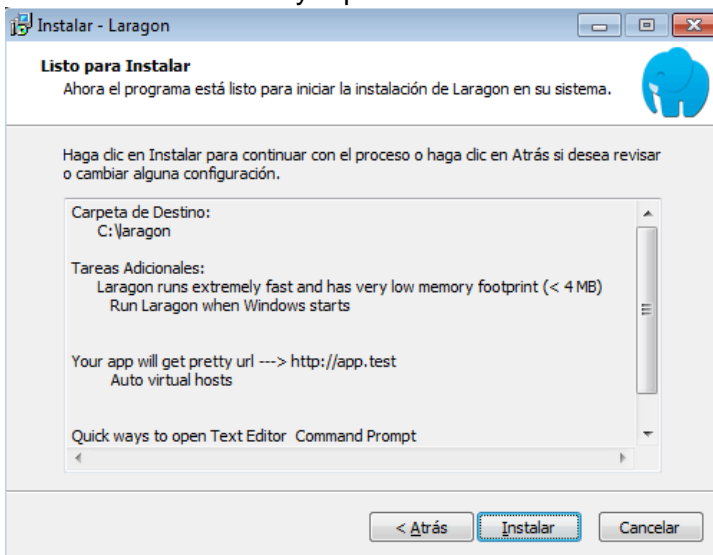 Instalar - Laragon
Listo para Instalar
Ahora el programa está listo para iniciar la instalación de Laragon en su sistema.
Haga clic en Instalar para continuar con el proceso o haga clic en Atrás si desea revisar
o cambiar alguna configuración.
Carpeta de Destino:
C:\laragon
Tareas Adicionales:
Laragon runs extremely fast and has very low memory footprint (< 4 MB)
Run Laragon when Windows starts
Your app will get pretty url ---> http://app.test
Auto virtual hosts
Quick ways to open Text Editor  Command Prompt
< Atrás
Instalar
Cancelar